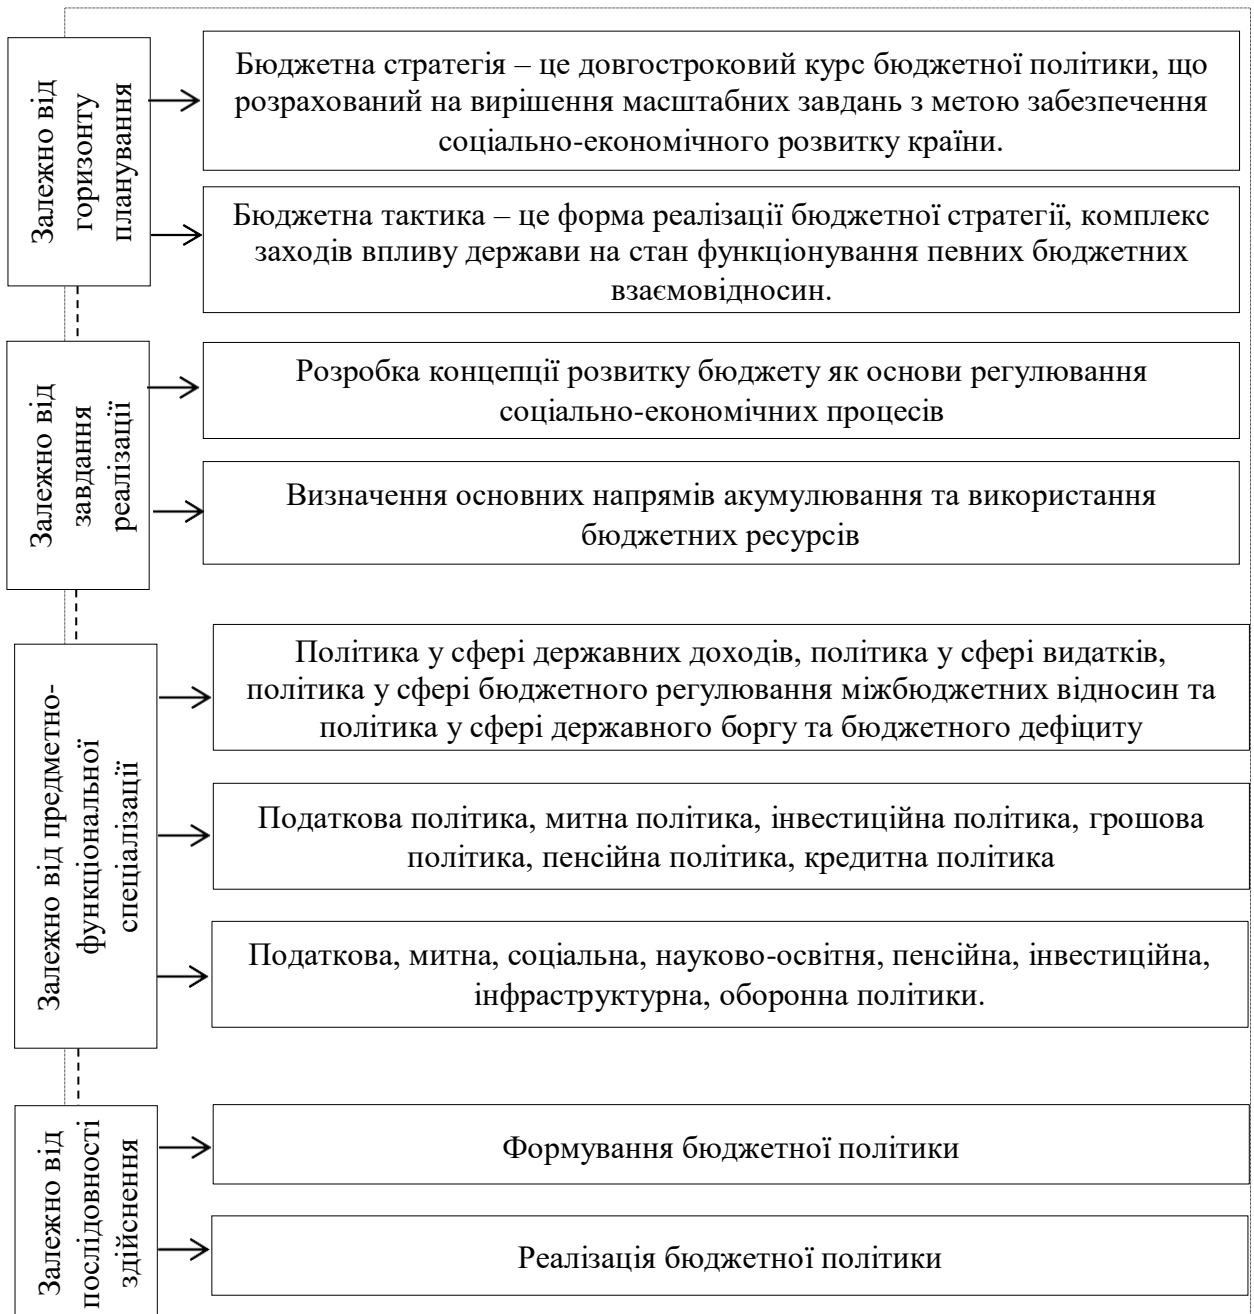 Залежно від
горизонту
планування
Бюджетна стратегія – це довгостроковий курс бюджетної політики, що
розрахований на вирішення масштабних завдань з метою забезпечення
соціально-економічного розвитку країни.
Бюджетна тактика – це форма реалізації бюджетної стратегії, комплекс
заходів впливу держави на стан функціонування певних бюджетних
взаємовідносин.
Залежно від
завдання
реалізації
Розробка концепції розвитку бюджету як основи регулювання
соціально-економічних процесів
Визначення основних напрямів акумулювання та використання
бюджетних ресурсів
Залежно від предметно-
функціональної
спеціалізації
Політика у сфері державних доходів, політика у сфері видатків,
політика у сфері бюджетного регулювання міжбюджетних відносин та
політика у сфері державного боргу та бюджетного дефіциту
Податкова політика, митна політика, інвестиційна політика, грошова
політика, пенсійна політика, кредитна політика
Податкова, митна, соціальна, науково-освітня, пенсійна, інвестиційна,
інфраструктурна, оборонна політики.
Залежно від
послідовності
здійснення
Формування бюджетної політики
Реалізація бюджетної політики